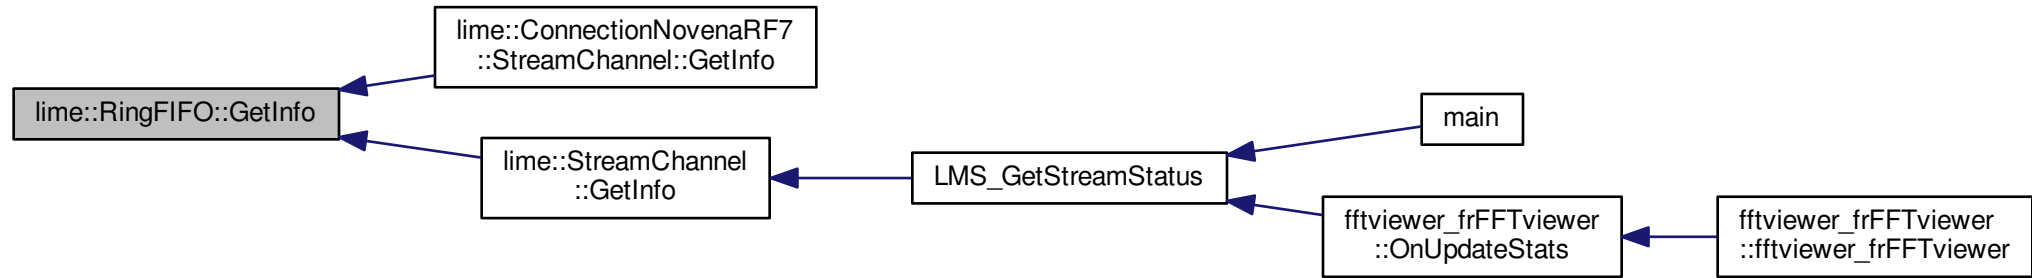 lime::RingFIFO::GetInfo
lime::ConnectionNovenaRF7
::StreamChannel::GetInfo
lime::StreamChannel
::GetInfo
LMS_GetStreamStatus
main
fftviewer_frFFTviewer
::OnUpdateStats
fftviewer_frFFTviewer
::fftviewer_frFFTviewer